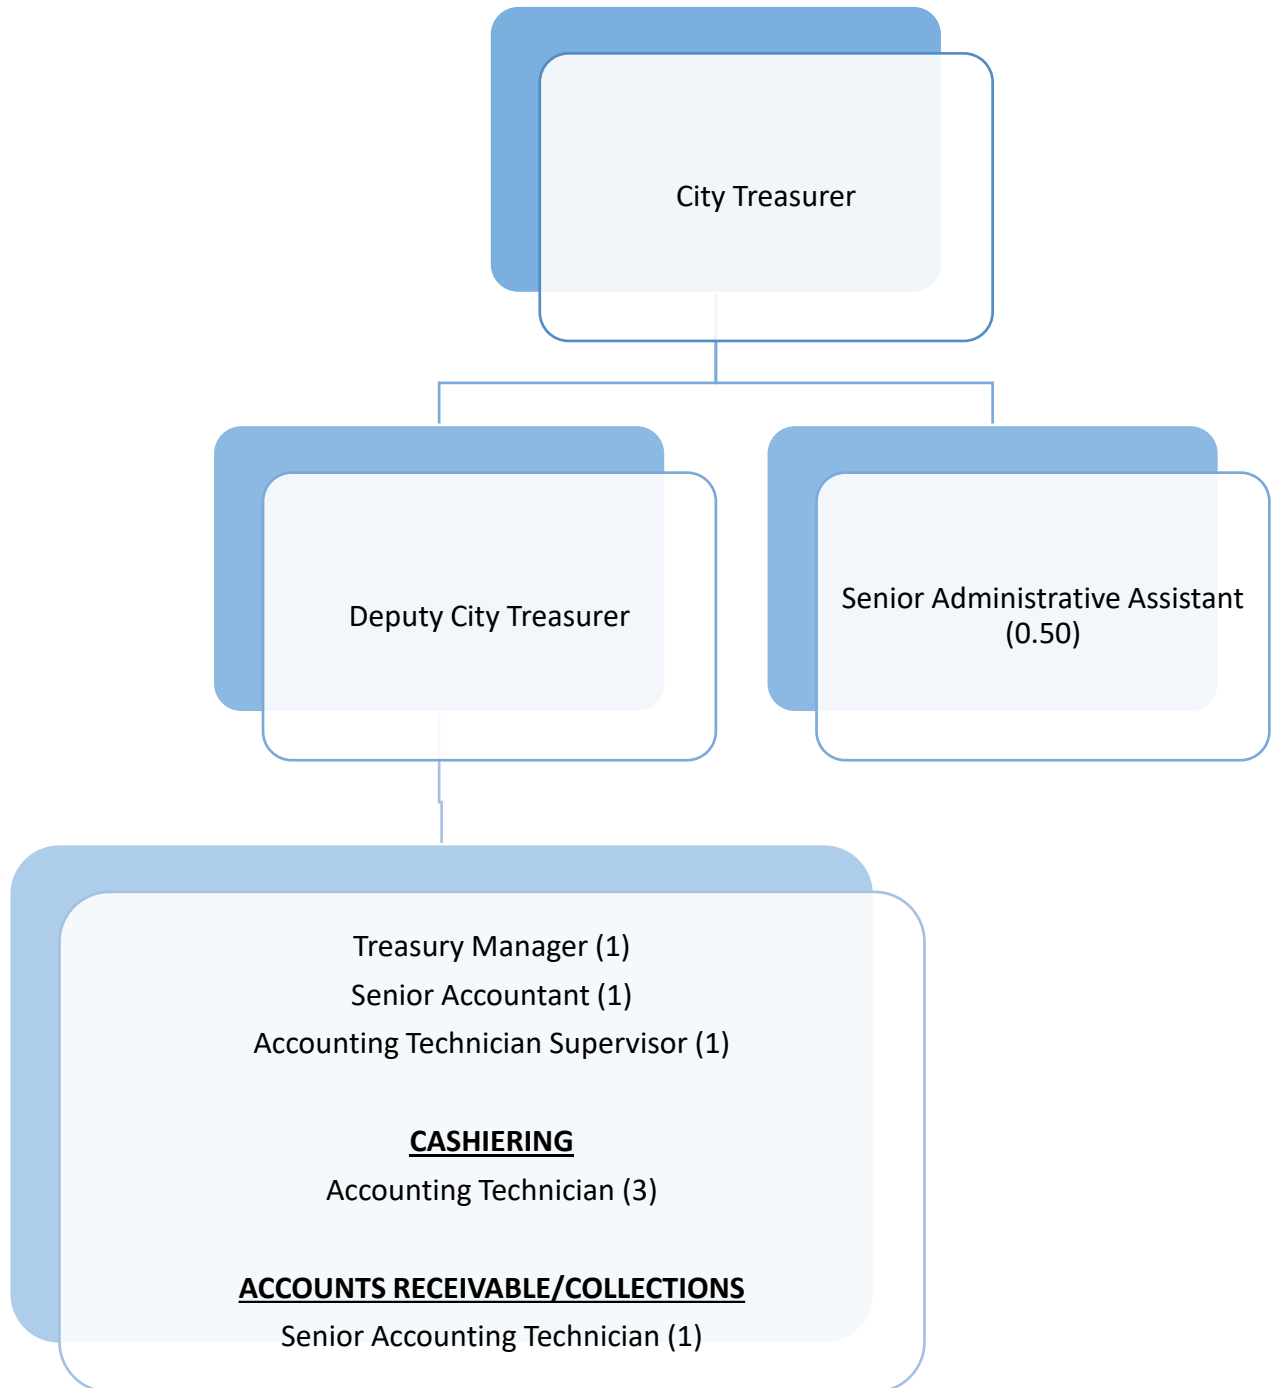 City Treasurer
Deputy City Treasurer
Senior Administrative Assistant
(0.50)
Treasury Manager (1)
Senior Accountant (1)
Accounting Technician Supervisor (1)
CASHIERING
Accounting Technician (3)
ACCOUNTS RECEIVABLE/COLLECTIONS
Senior Accounting Technician (1)